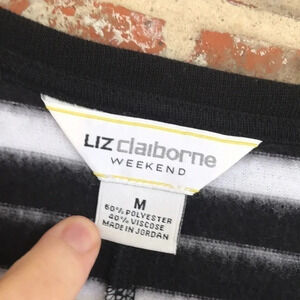 LIZ claiborne
WEEKEND
M
60% POLYESTER
40% VISCOSE
MADE IN JORDAN